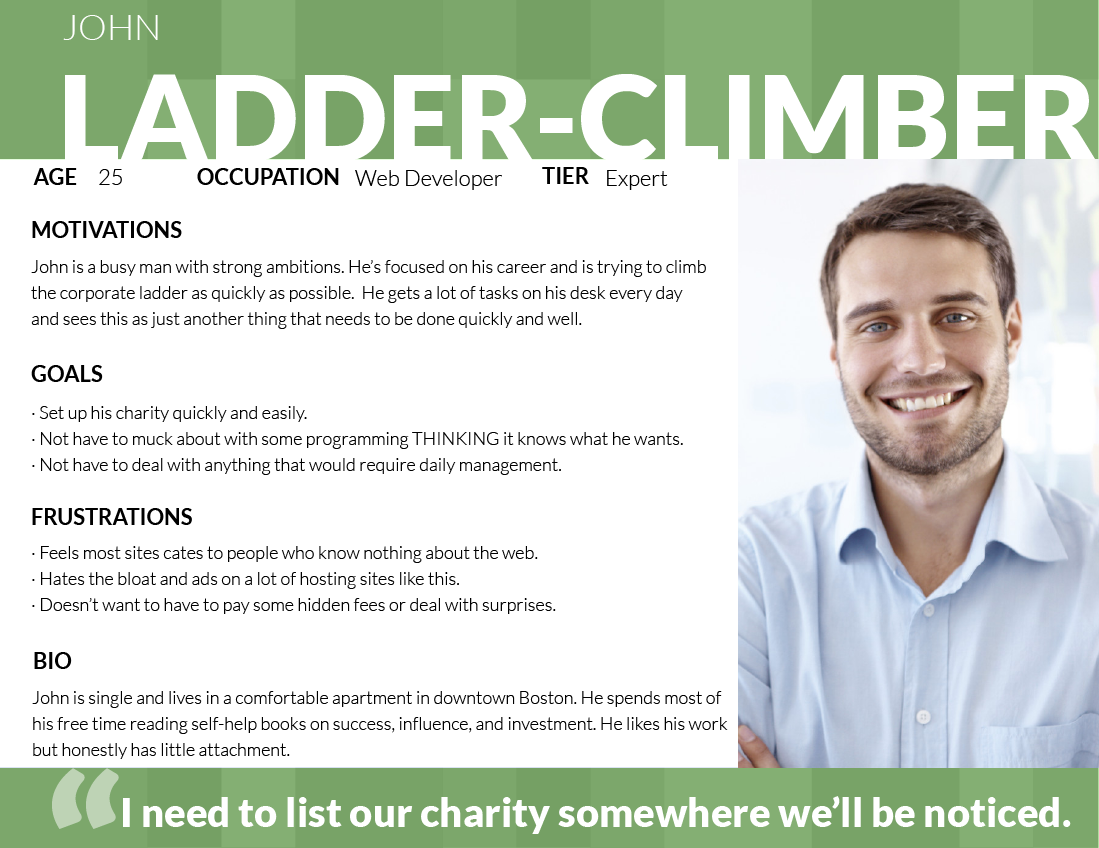 JOHN
LADDER-CLIMBER
AGE 25 OCCUPATION Web Developer TIER Expert
MOTIVATIONS
John is a busy man with strong ambitions. He’s focused on his career and is trying to climb
the corporate ladder as quickly as possible.  He gets a lot of tasks on his desk every day
and sees this as just another thing that needs to be done quickly and well.
GOALS
· Set up his charity quickly and easily.
· Not have to muck about with some programming THINKING it knows what he wants.
· Not have to deal with anything that would require daily management.
FRUSTRATIONS
· Feels most sites cates to people who know nothing about the web.
· Hates the bloat and ads on a lot of hosting sites like this.
· Doesn’t want to have to pay some hidden fees or deal with surprises.
BIO
John is single and lives in a comfortable apartment in downtown Boston. He spends most of
his free time reading self-help books on success, influence, and investment. He likes his work
but honestly has little attachment.
“I need to list our charity somewhere we’ll be noticed.